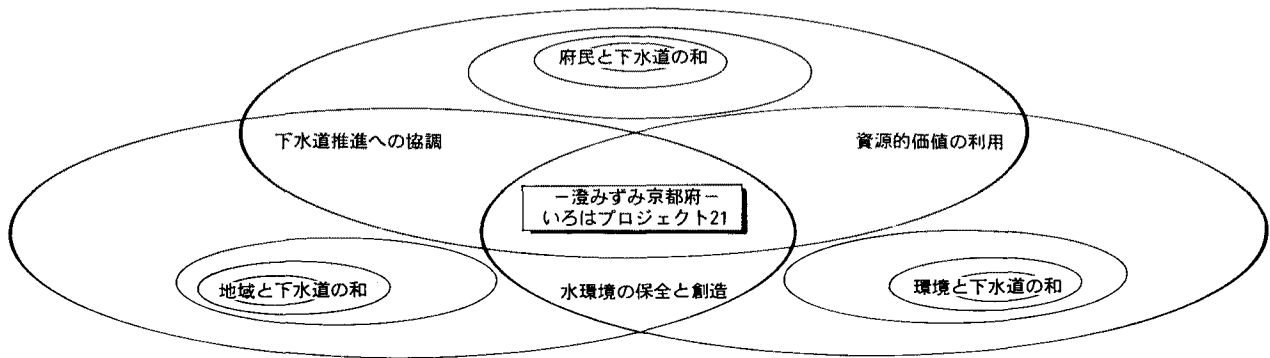 府民と下水道の和
下水道推進への協調
資源的価値の利用
－澄みずみ京都府－
いろはプロジェクト21
地域と下水道の和
水環境の保全と創造
環境と下水道の和